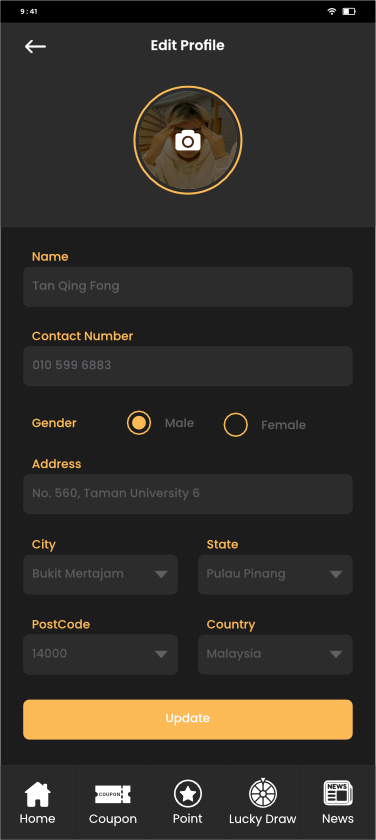 9:41
Edit Profile
Name
Tan Qing Fong
Contact Number
010 599 6883
Gender
Male
Female
Address
No. 560, Taman University 6
City
State
Bukit Mertajam
Pulau Pinang
PostCode
Country
14000
Malaysia
Update
COUPON
NEWS
Home
Coupon
Point
Lucky Draw
News